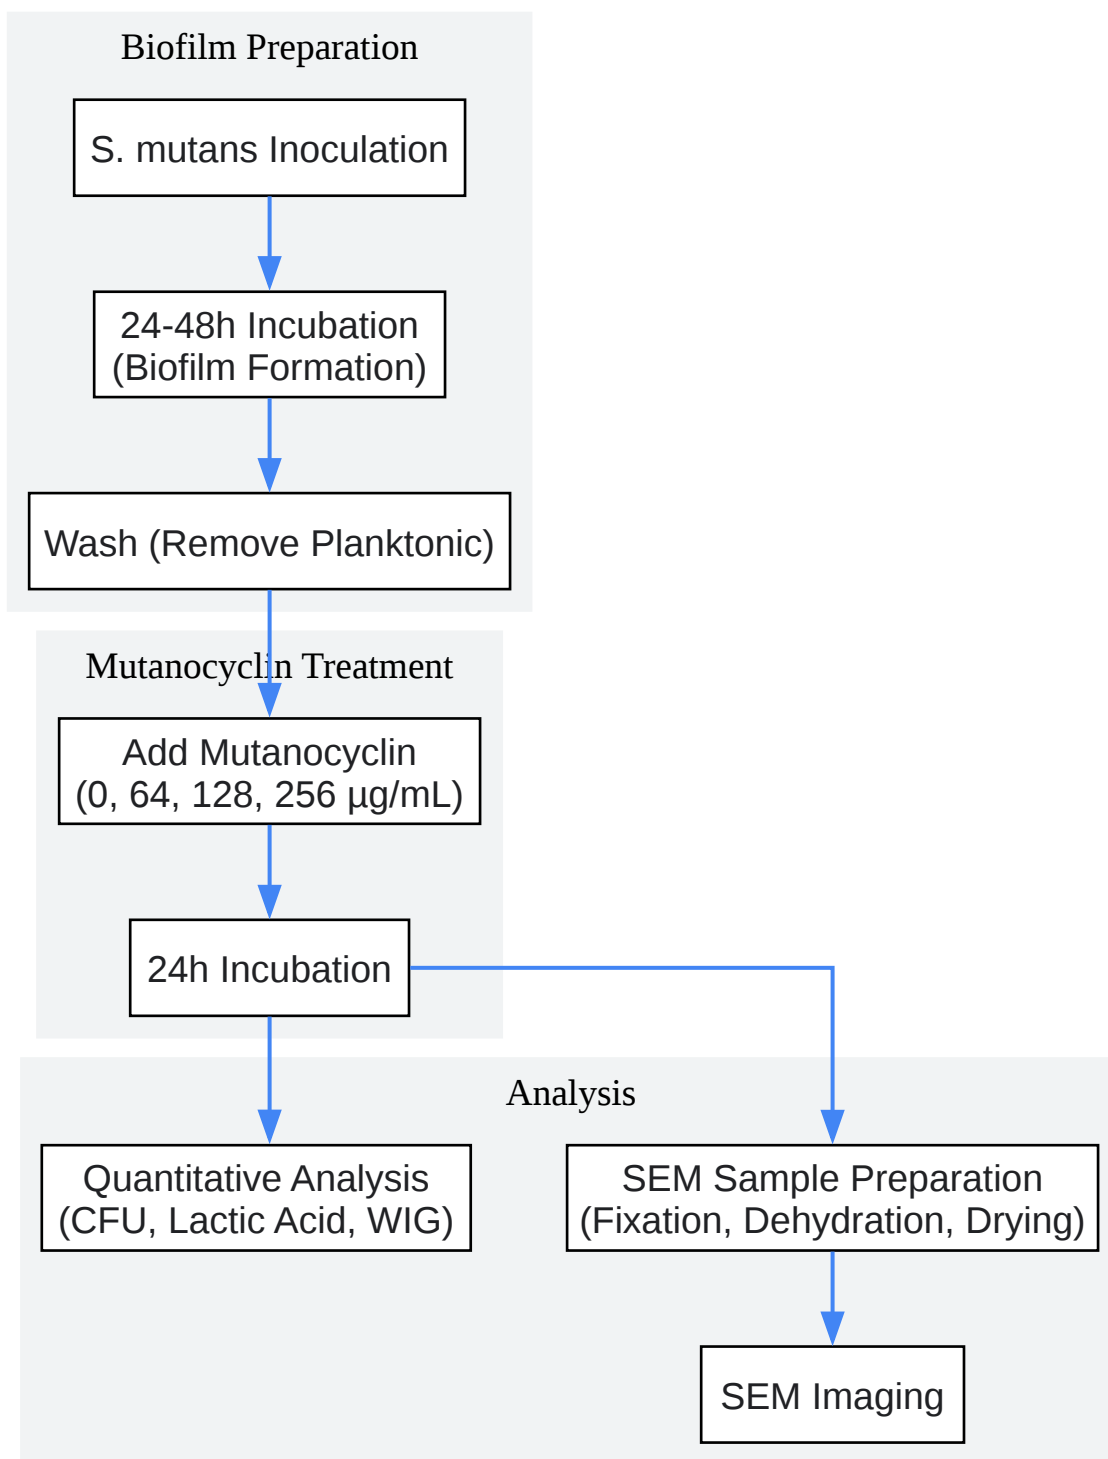 Biofilm Preparation
S. mutans Inoculation
24-48h Incubation
(Biofilm Formation)
Wash (Remove Planktonic)
Mutanocyclin Treatment
Add Mutanocyclin
(0, 64, 128, 256 µg/mL)
24h Incubation
Analysis
Quantitative Analysis
(CFU, Lactic Acid, WIG)
SEM Sample Preparation
(Fixation, Dehydration, Drying)
SEM Imaging